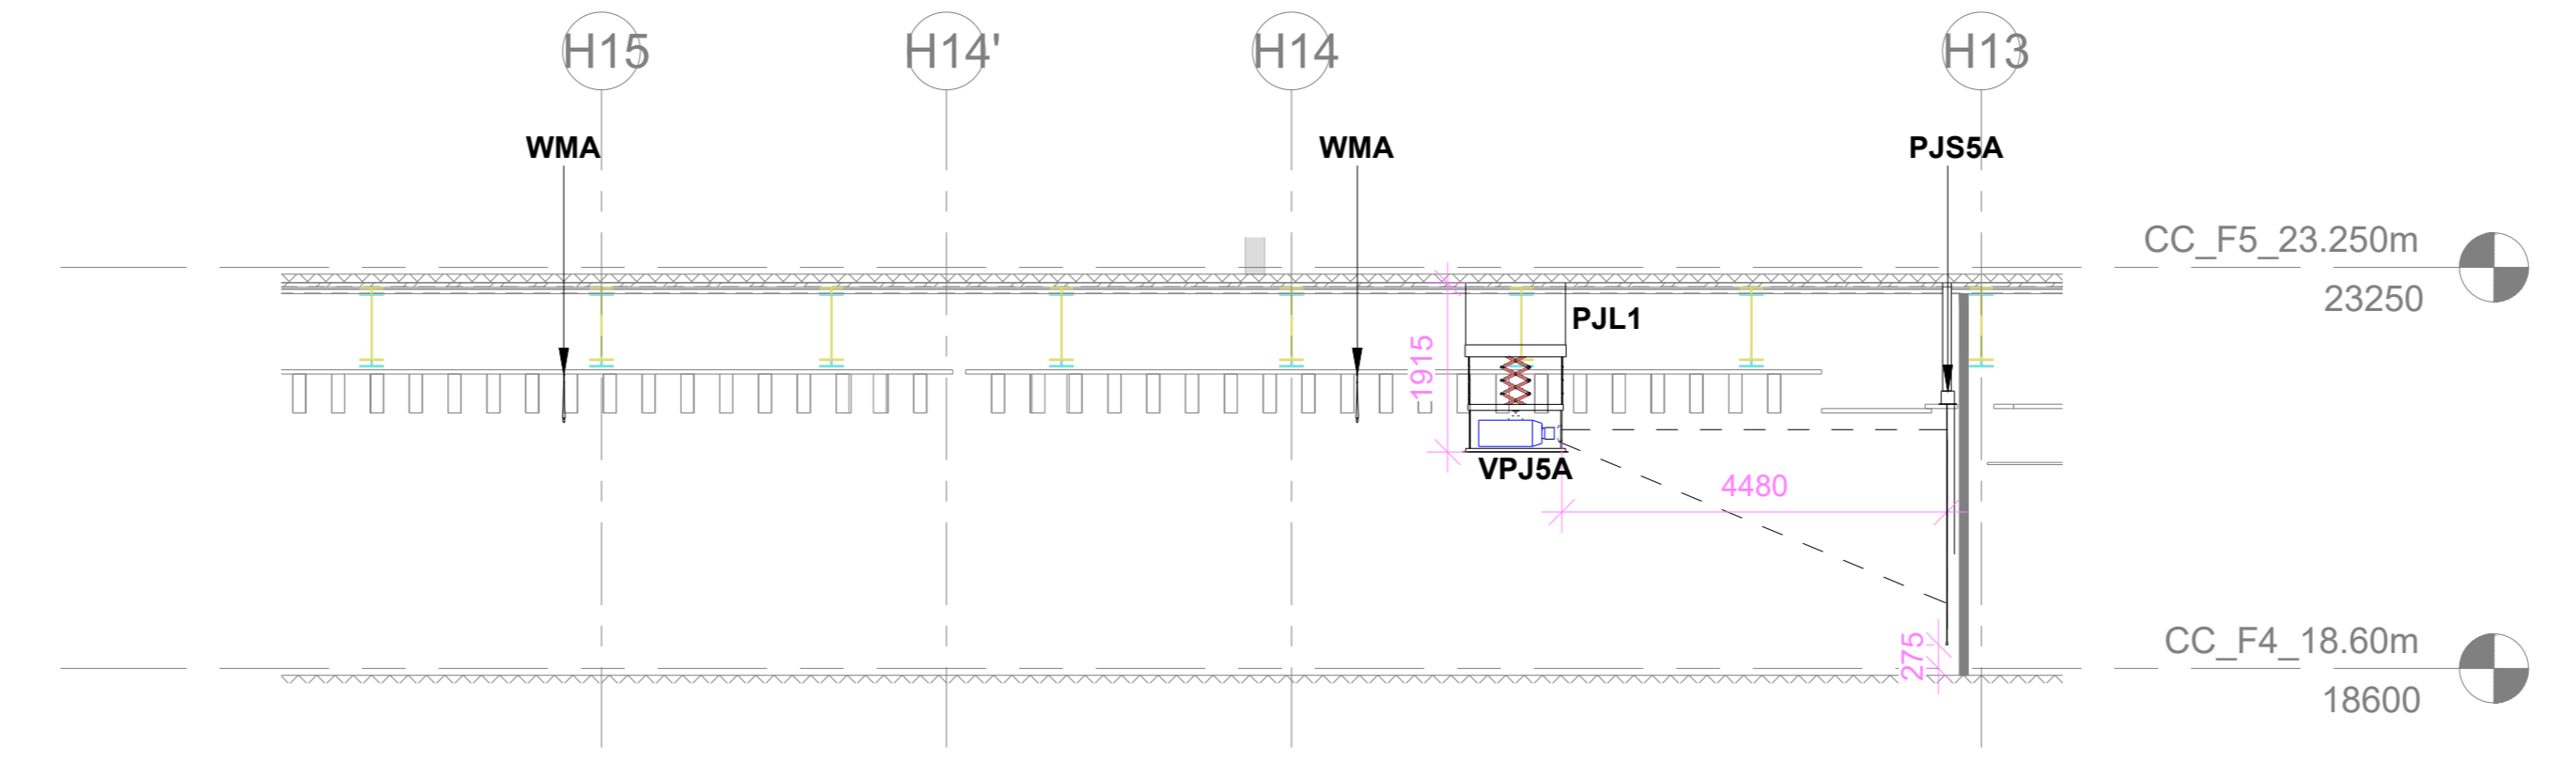 H15
H14'
H14
H13
WMA
WMA
PJS5A
CC_F5_23.250m
23250
PJL1
1915
VPJ5A
4480
CC_F4_18.60m
275
18600